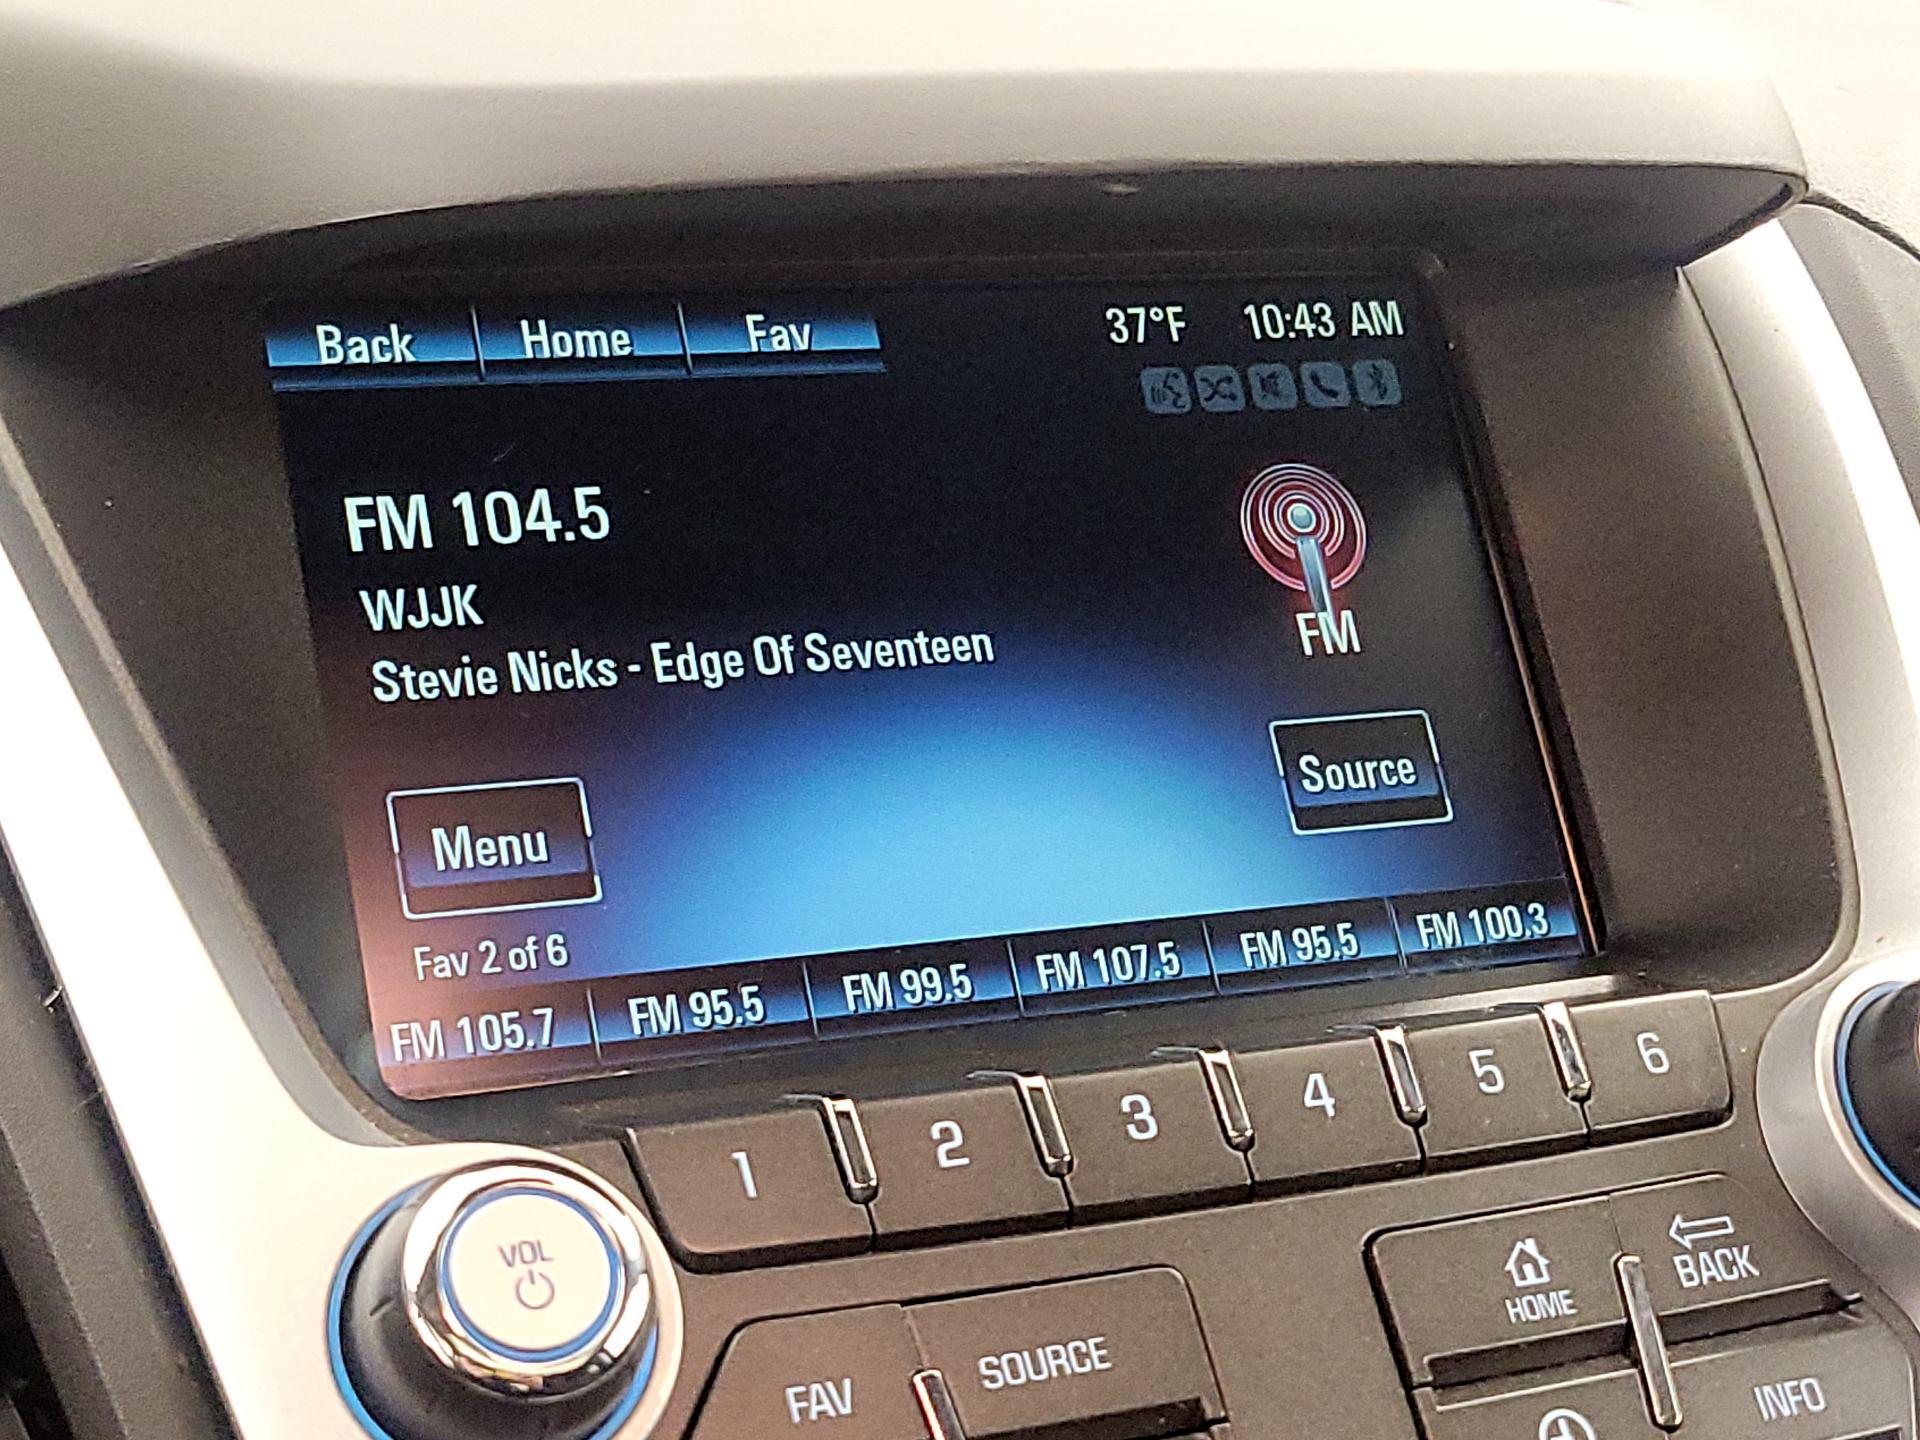 Back Home Fav 37°F 10:43 AM
FM 104.5
WJJK
Stevie Nicks - Edge Of Seventeen
FM
Menu
Source
Fav 2 of 6
FM 105.7 FM 95.5 FM 99.5 FM 107.5 FM 95.5 FM 100.3
1 2 3 4 5 6
VOL
HOME
BACK
FAV
SOURCE
INFO